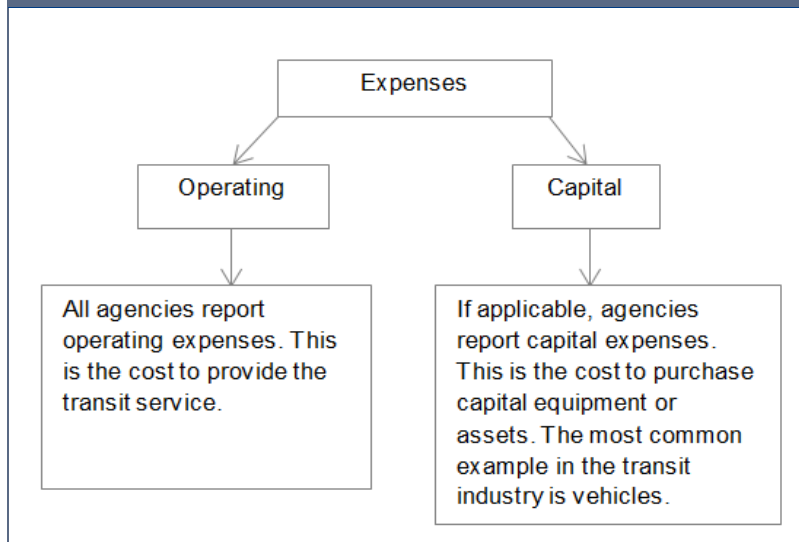 Expenses
Operating
Capital
All agencies report
operating expenses. This
is the cost to provide the
transit service.
If applicable, agencies
report capital expenses.
This is the cost to purchase
capital equipment or
assets. The most common
example in the transit
industry is vehicles.